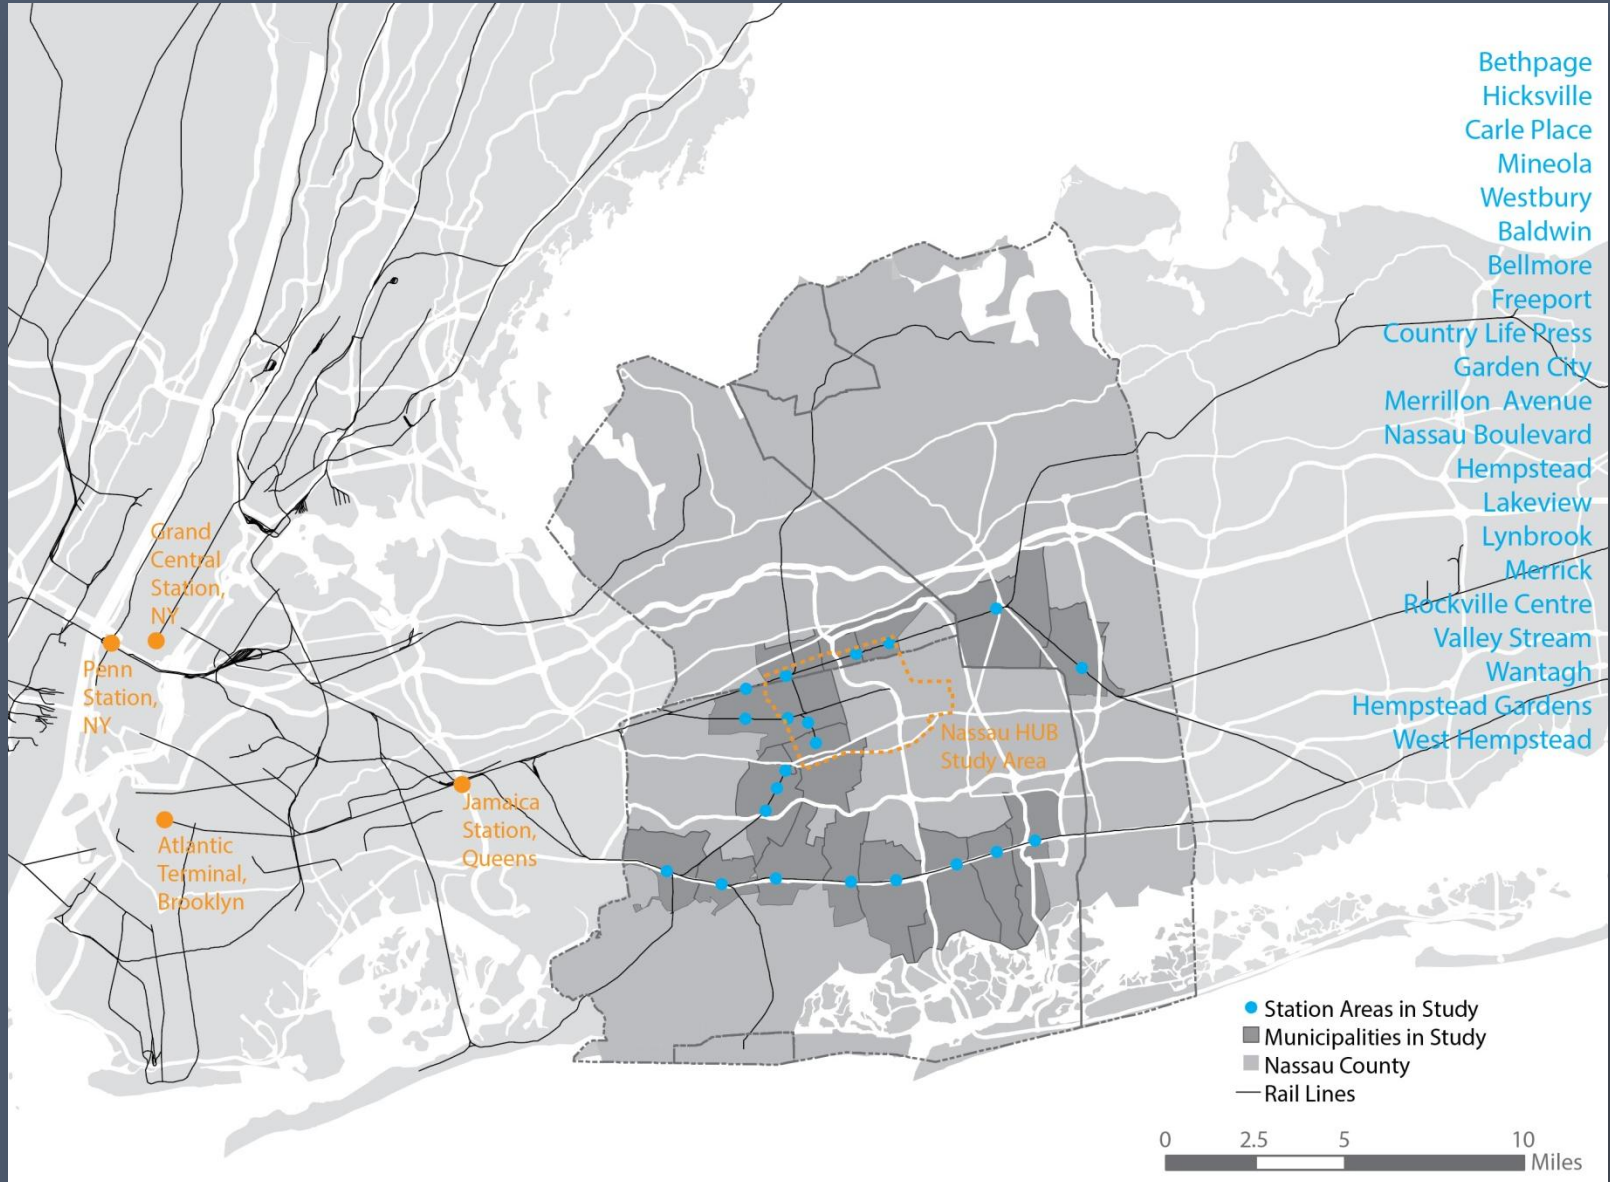 Bethpage
Hicksville
Carle Place
Mineola
Westbury
Baldwin
Bellmore
Freeport
Country Life Press
Garden City
Merrillon Avenue
Nassau Boulevard
Hempstead
Lakeview
Lynbrook
Merrick
Rockville Centre
Valley Stream
Wantagh
Hempstead Gardens
West Hempstead
Grand
Central
Station,
NY
Penn
Station,
NY
Nassau HUB
Study Area
Jamaica
Station,
Queens
Atlantic
Terminal,
Brooklyn
Station Areas in Study
Municipalities in Study
Nassau County
Rail Lines
0 2.5 5 10
Miles